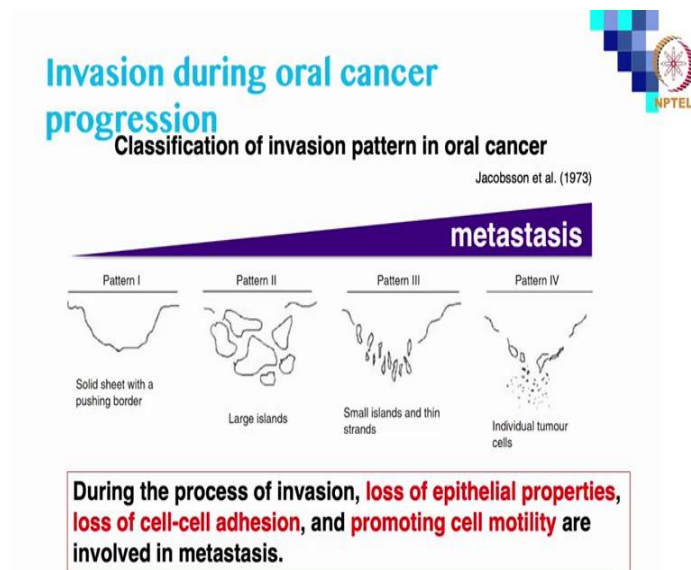 Invasion during oral cancer
progression
NPTEL
Classification of invasion pattern in oral cancer
Jacobsson et al. (1973)
metastasis
Pattern I
Pattern II
Pattern III
Pattern IV
Solid sheet with a
pushing border
Large islands
Small islands and thin
strands
Individual tumour
cells
During the process of invasion, loss of epithelial properties,
loss of cell-cell adhesion, and promoting cell motility are
involved in metastasis.